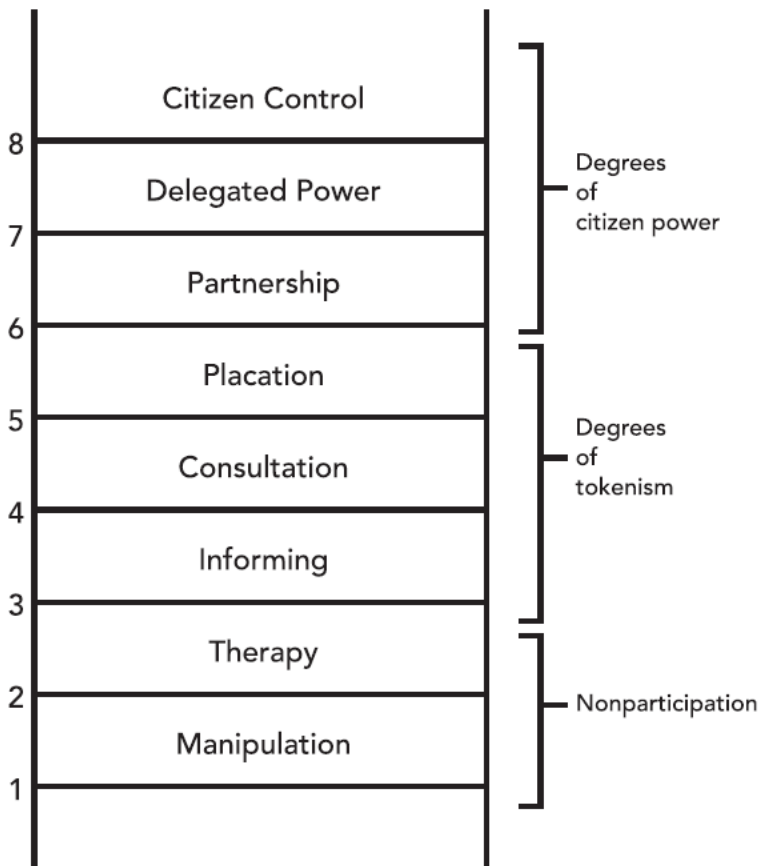 Citizen Control
8
Delegated Power
7
Partnership
6
Placation
5
Consultation
4
Informing
3
Therapy
2
Manipulation
1
Degrees
of
citizen power
Degrees
of
tokenism
Nonparticipation